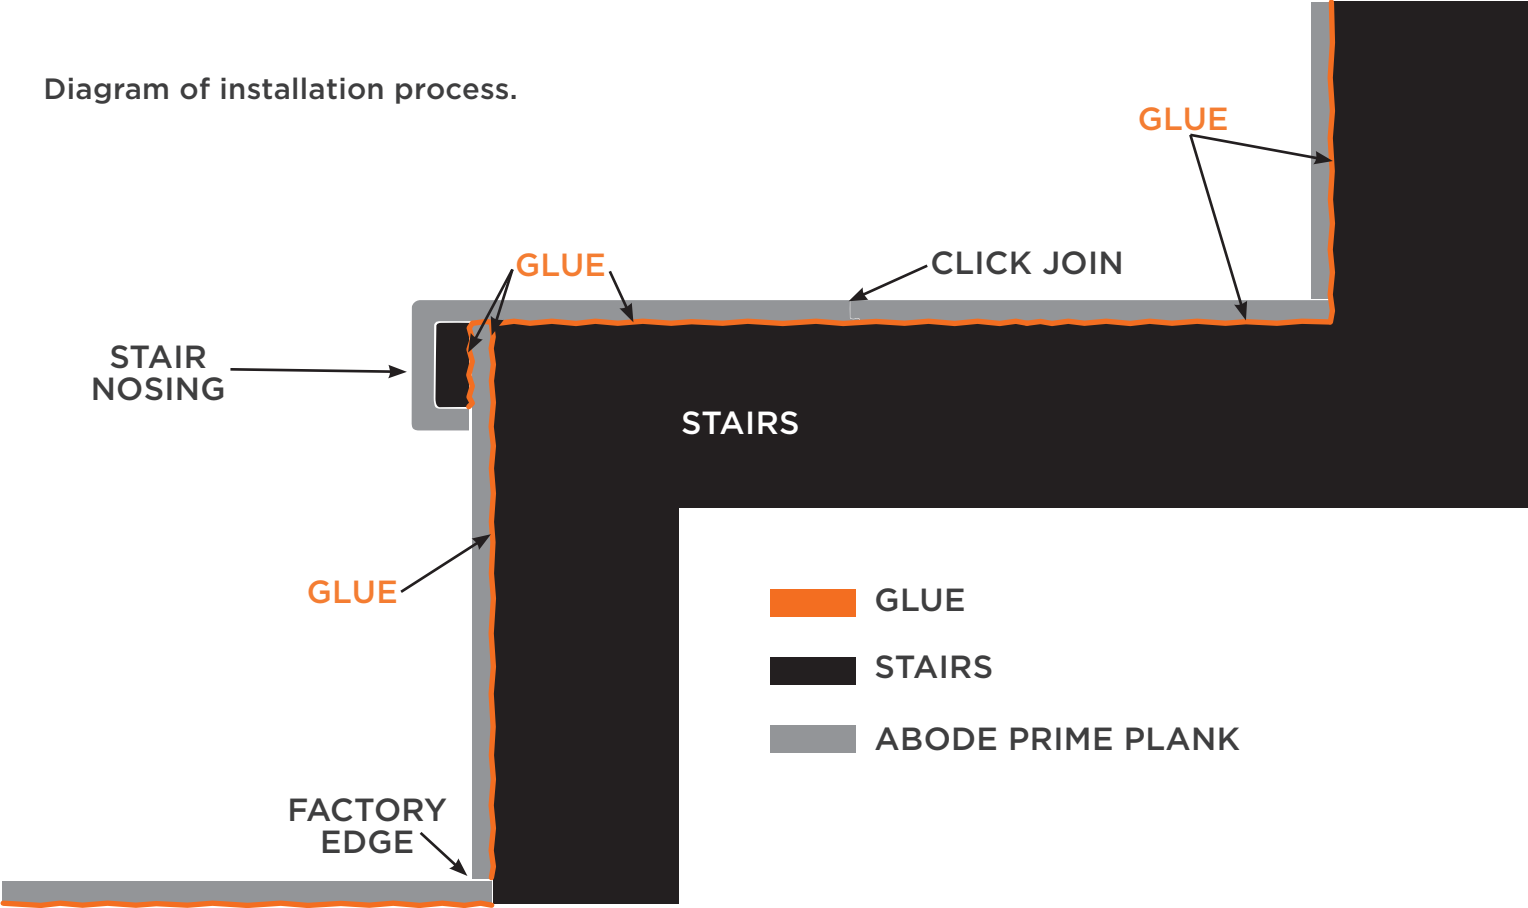 Diagram of installation process.
GLUE
GLUE
CLICK JOIN
STAIR
NOSING
STAIRS
GLUE
GLUE
STAIRS
ABODE PRIME PLANK
FACTORY
EDGE